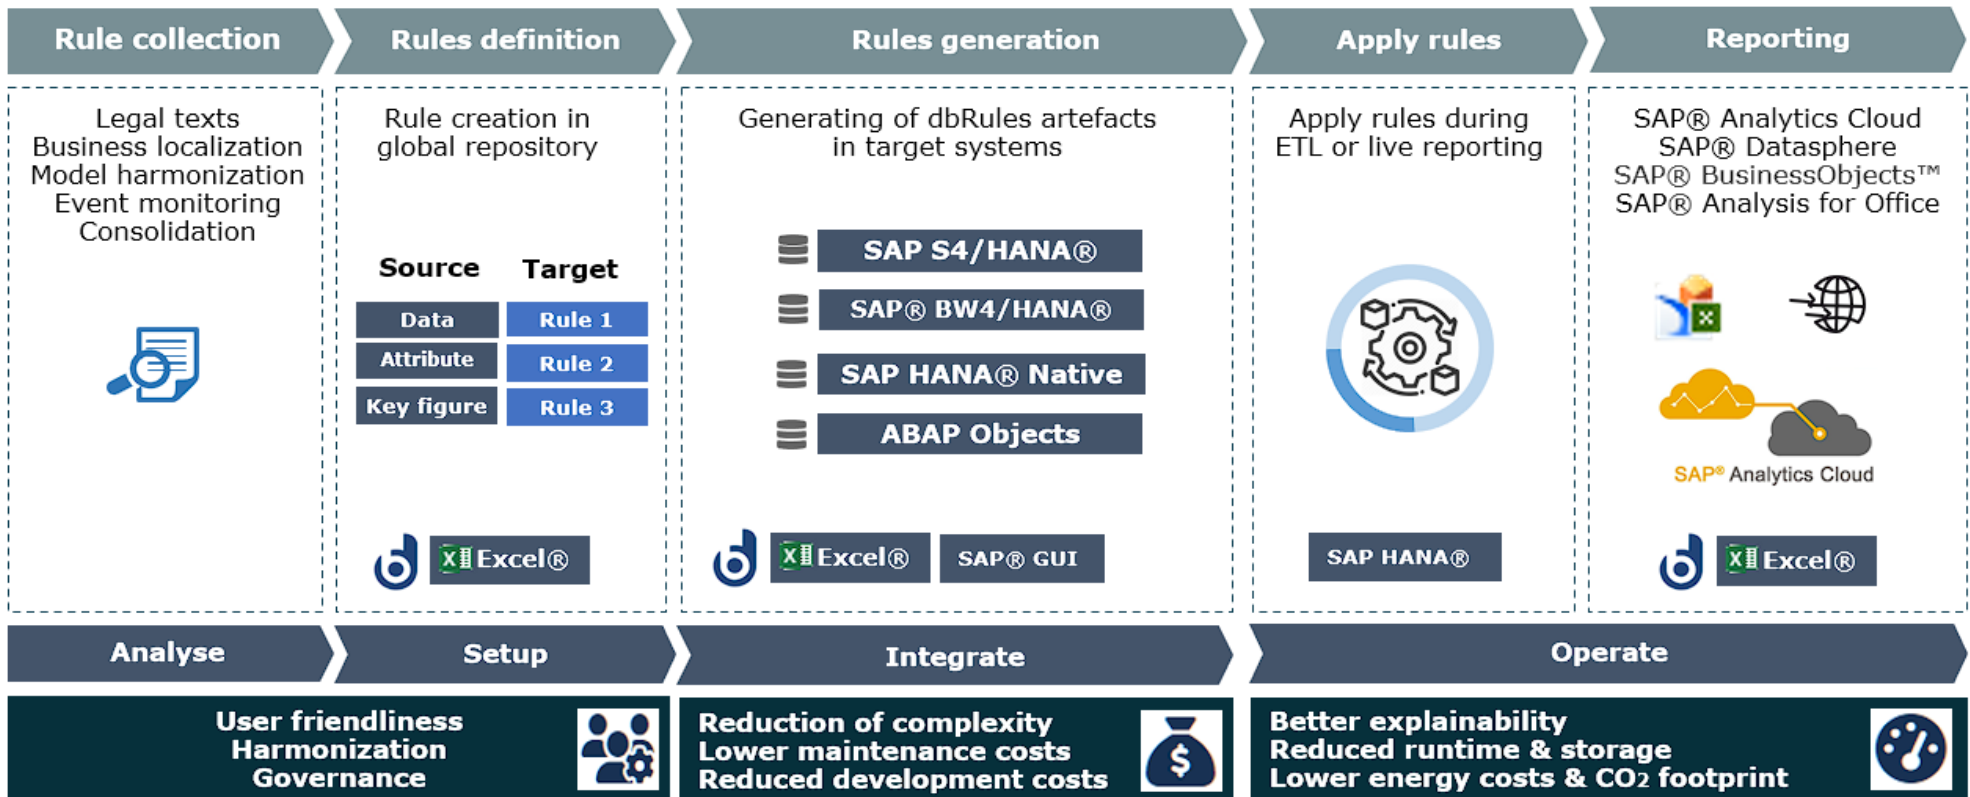 Rule collection
Rules definition
Rules generation
Apply rules
Reporting
Legal texts
Business localization
Model harmonization
Event monitoring
Consolidation
Rule creation in
global repository
Source Target
Data Rule 1
Attribute Rule 2
Key figure Rule 3
Excel®
Generating of dbRules artefacts
in target systems
SAP S4/HANA®
SAP® BW4/HANA®
SAP HANA® Native
ABAP Objects
Excel® SAP® GUI
Apply rules during
ETL or live reporting
SAP HANA®
SAP® Analytics Cloud
SAP® Datasphere
SAP® BusinessObjects™
SAP® Analysis for Office
SAP® Analytics Cloud
Excel®
Analyse
Setup
Integrate
Operate
User friendliness
Harmonization
Governance
Reduction of complexity
Lower maintenance costs
Reduced development costs
Better explainability
Reduced runtime & storage
Lower energy costs & CO2 footprint